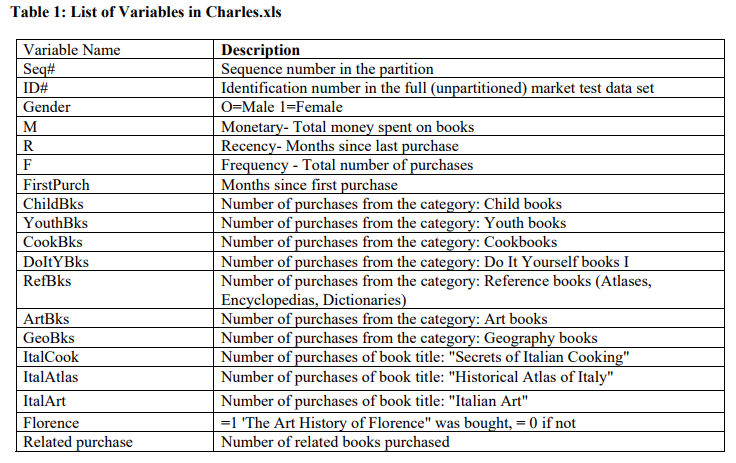 Table 1: List of Variables in Charles.xls
Variable Name Description
Seq# Sequence number in the partition
ID# Identification number in the full (unpartitioned) market test data set
Gender O=Male 1=Female
M Monetary- Total money spent on books
R Recency- Months since last purchase
F Frequency - Total number of purchases
FirstPurch Months since first purchase
ChildBks Number of purchases from the category: Child books
YouthBks Number of purchases from the category: Youth books
CookBks Number of purchases from the category: Cookbooks
DoItYBks Number of purchases from the category: Do It Yourself books I
RefBks Number of purchases from the category: Reference books (Atlases,
Encyclopedias, Dictionaries)
ArtBks Number of purchases from the category: Art books
GeoBks Number of purchases from the category: Geography books
ItalCook Number of purchases of book title: "Secrets of Italian Cooking"
ItalAtlas Number of purchases of book title: "Historical Atlas of Italy"
ItalArt Number of purchases of book title: "Italian Art"
Florence =1 'The Art History of Florence" was bought, = 0 if not
Related purchase Number of related books purchased